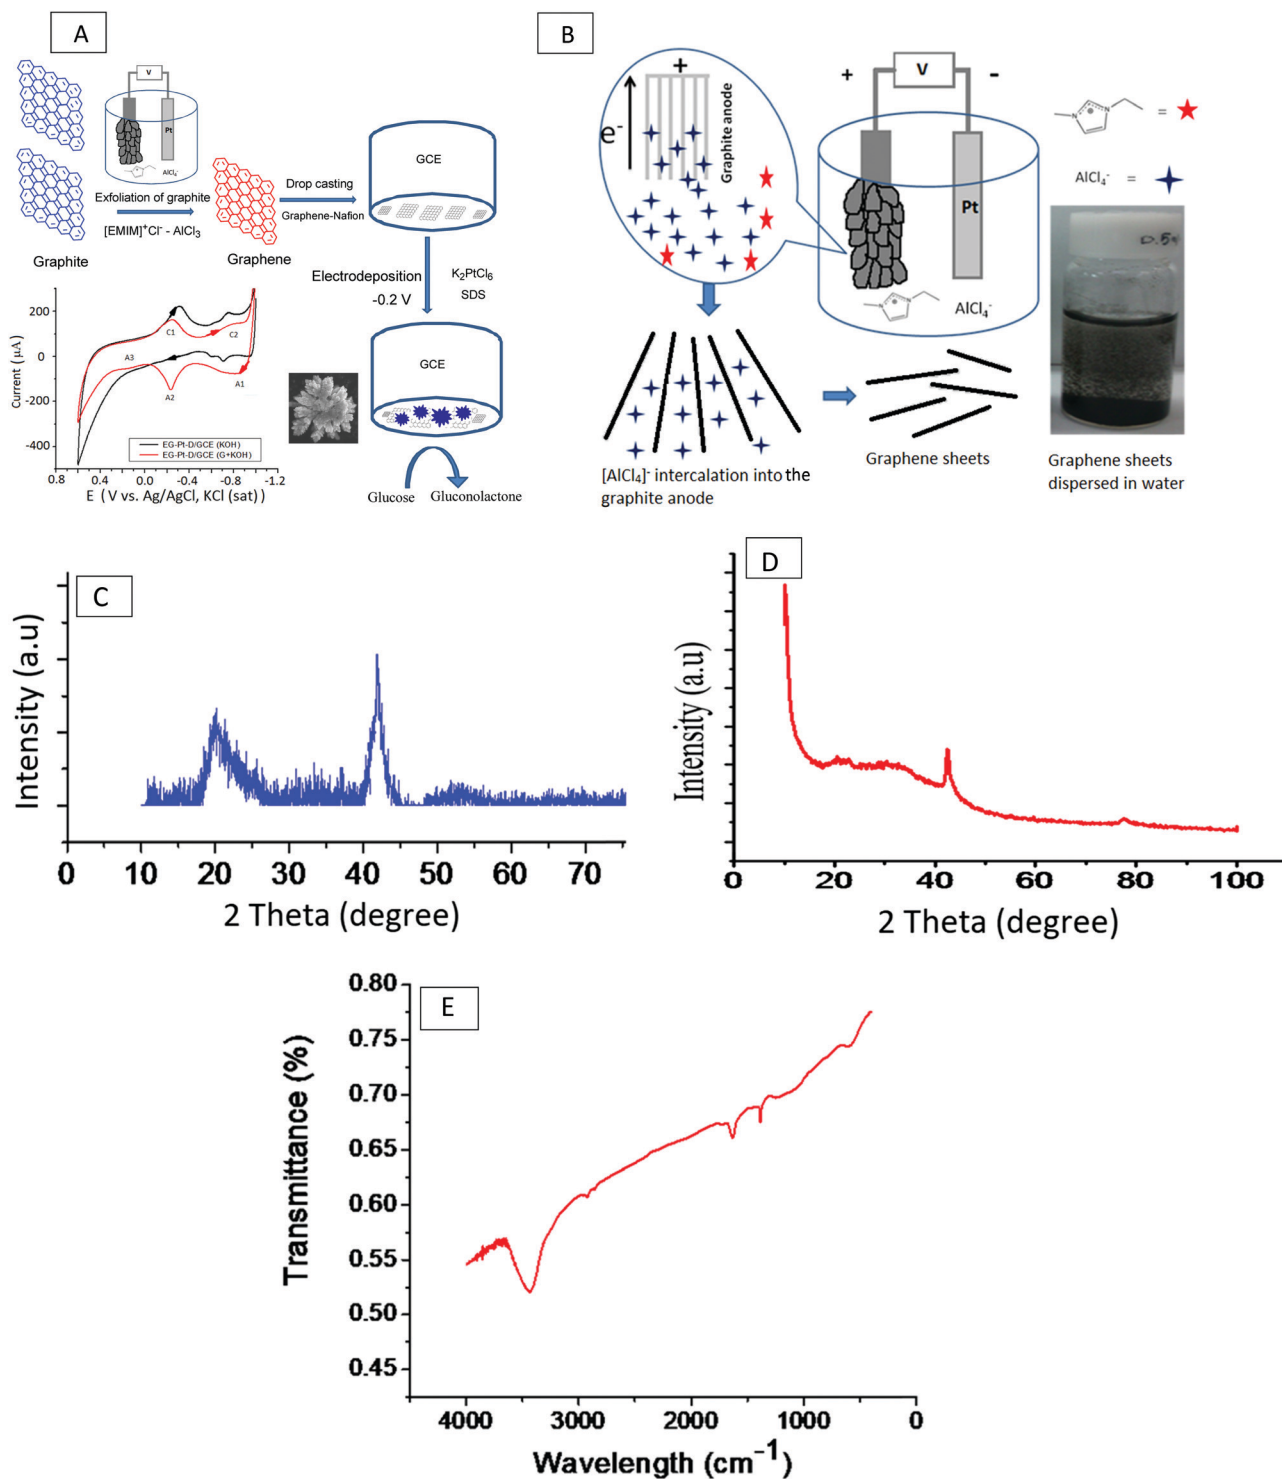 A
V
Pt
AlCl₄⁻
Exfoliation of graphite
[EMIM]⁺Cl⁻ - AlCl₃
Graphite
Graphene
Drop casting
Graphene-Nafion
GCE
Electrodeposition
-0.2 V
K₂PtCl₆
SDS
GCE
Glucose
Gluconolactone
Current (µA)
200
0
-200
-400
C1
C2
A3
A2
A1
EG-Pt-D/GCE (KOH)
EG-Pt-D/GCE (G+KOH)
0.8 0.4 0.0 -0.4 -0.8 -1.2
E ( V vs. Ag/AgCl, KCl (sat) )
B
+
e⁻
Graphite anode
+ V -
Pt
AlCl₄⁻
= 
AlCl₄⁻ =
0.5
[AlCl₄]⁻ intercalation into the
graphite anode
Graphene sheets
Graphene sheets
dispersed in water
C
Intensity (a.u)
0 10 20 30 40 50 60 70
2 Theta (degree)
D
Intensity (a.u)
0 20 40 60 80 100
2 Theta (degree)
E
Transmittance (%)
0.80
0.75
0.70
0.65
0.60
0.55
0.50
0.45
4000 3000 2000 1000 0
Wavelength (cm⁻¹)